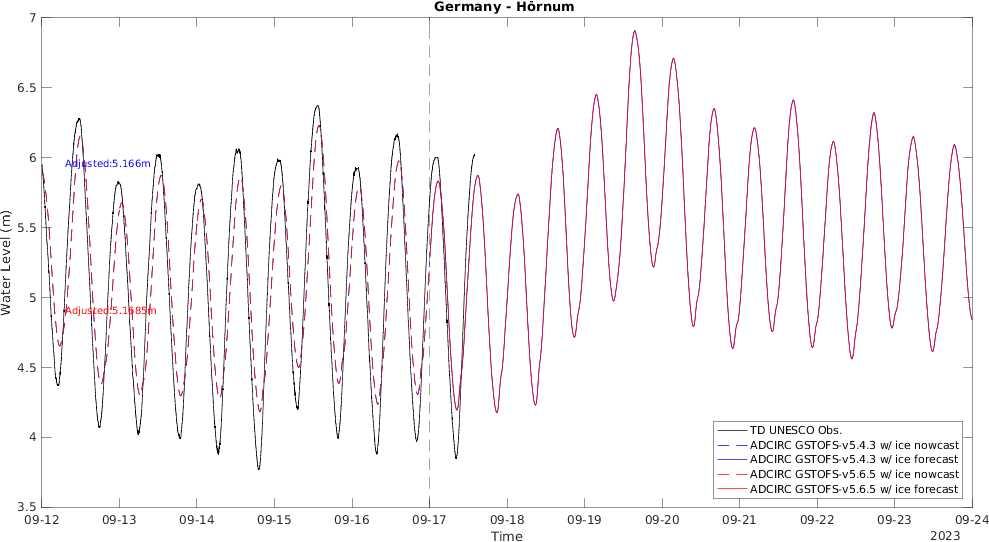 Germany - Hörnum
Water Level (m)
7
6.5
6
5.5
5
4.5
4
3.5
Adjusted:5.166m
Adjusted:5.1685m
TD UNESCO Obs.
ADCIRC GSTOFS-v5.4.3 w/ ice nowcast
ADCIRC GSTOFS-v5.4.3 w/ ice forecast
ADCIRC GSTOFS-v5.6.5 w/ ice nowcast
ADCIRC GSTOFS-v5.6.5 w/ ice forecast
09-12 09-13 09-14 09-15 09-16 09-17 09-18 09-19 09-20 09-21 09-22 09-23 09-24
Time
2023